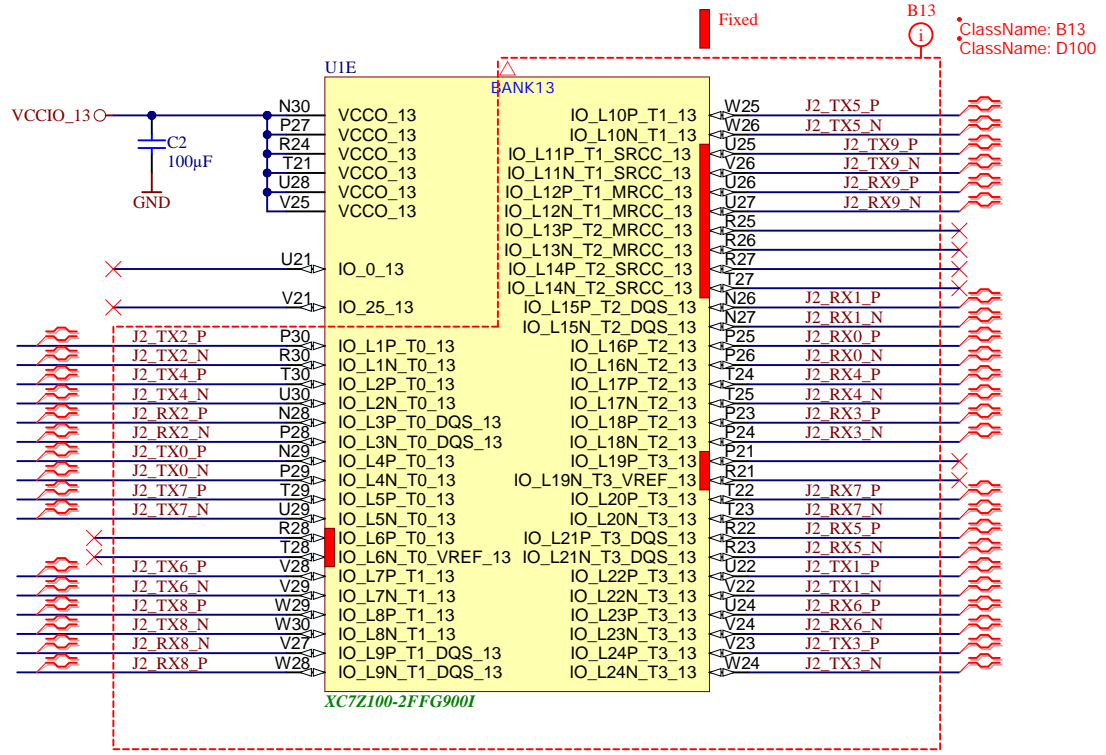 Fixed
B13
i
ClassName: B13
ClassName: D100
U1E
BANK13
VCCIO_13
C2
100µF
GND
N30 VCCO_13
P27 VCCO_13
R24 VCCO_13
T21 VCCO_13
U28 VCCO_13
V25 VCCO_13
U21 IO_0_13
V21 IO_25_13
J2_TX2_P P30 IO_L1P_T0_13
J2_TX2_N R30 IO_L1N_T0_13
J2_TX4_P T30 IO_L2P_T0_13
J2_TX4_N U30 IO_L2N_T0_13
J2_RX2_P N28 IO_L3P_T0_DQS_13
J2_RX2_N P28 IO_L3N_T0_DQS_13
J2_TX0_P N29 IO_L4P_T0_13
J2_TX0_N P29 IO_L4N_T0_13
J2_TX7_P T29 IO_L5P_T0_13
J2_TX7_N U29 IO_L5N_T0_13
R28 IO_L6P_T0_13
T28 IO_L6N_T0_VREF_13
J2_TX6_P V28 IO_L7P_T1_13
J2_TX6_N V29 IO_L7N_T1_13
J2_TX8_P W29 IO_L8P_T1_13
J2_TX8_N W30 IO_L8N_T1_13
J2_RX8_N V27 IO_L9P_T1_DQS_13
J2_RX8_P W28 IO_L9N_T1_DQS_13
IO_L10P_T1_13 W25 J2_TX5_P
IO_L10N_T1_13 W26 J2_TX5_N
IO_L11P_T1_SRCC_13 U25 J2_TX9_P
IO_L11N_T1_SRCC_13 V26 J2_TX9_N
IO_L12P_T1_MRCC_13 U26 J2_RX9_P
IO_L12N_T1_MRCC_13 U27 J2_RX9_N
IO_L13P_T2_MRCC_13 R25
IO_L13N_T2_MRCC_13 R26
IO_L14P_T2_SRCC_13 R27
IO_L14N_T2_SRCC_13 T27
IO_L15P_T2_DQS_13 N26 J2_RX1_P
IO_L15N_T2_DQS_13 N27 J2_RX1_N
IO_L16P_T2_13 P25 J2_RX0_P
IO_L16N_T2_13 P26 J2_RX0_N
IO_L17P_T2_13 T24 J2_RX4_P
IO_L17N_T2_13 T25 J2_RX4_N
IO_L18P_T2_13 P23 J2_RX3_P
IO_L18N_T2_13 P24 J2_RX3_N
IO_L19P_T3_13 P21
IO_L19N_T3_VREF_13 R21
IO_L20P_T3_13 T22 J2_RX7_P
IO_L20N_T3_13 T23 J2_RX7_N
IO_L21P_T3_DQS_13 R22 J2_RX5_P
IO_L21N_T3_DQS_13 R23 J2_RX5_N
IO_L22P_T3_13 U22 J2_TX1_P
IO_L22N_T3_13 V22 J2_TX1_N
IO_L23P_T3_13 U24 J2_RX6_P
IO_L23N_T3_13 V24 J2_RX6_N
IO_L24P_T3_13 V23 J2_TX3_P
IO_L24N_T3_13 W24 J2_TX3_N
XC7Z100-2FFG900I